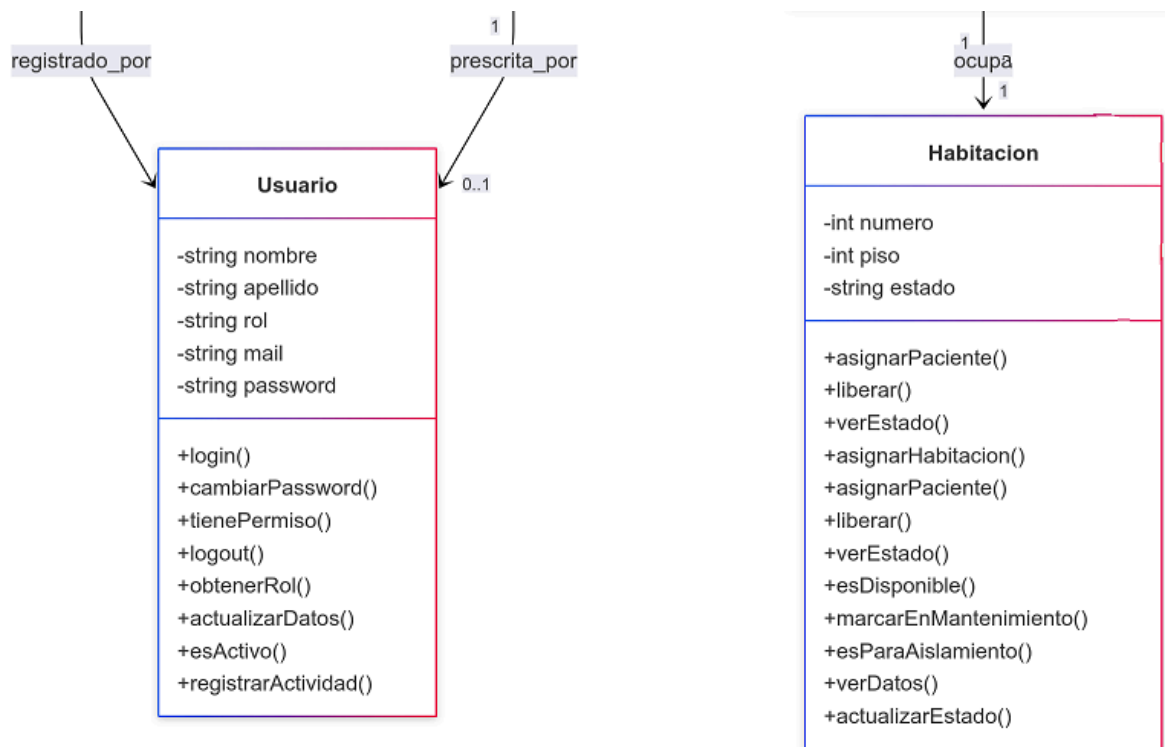 registrado_por
1
prescrita_por
0..1
Usuario
-string nombre
-string apellido
-string rol
-string mail
-string password
+login()
+cambiarPassword()
+tienePermiso()
+logout()
+obtenerRol()
+actualizarDatos()
+esActivo()
+registrarActividad()
1
ocupa
1
Habitacion
-int numero
-int piso
-string estado
+asignarPaciente()
+liberar()
+verEstado()
+asignarHabitacion()
+asignarPaciente()
+liberar()
+verEstado()
+esDisponible()
+marcarEnMantenimiento()
+esParaAislamiento()
+verDatos()
+actualizarEstado()